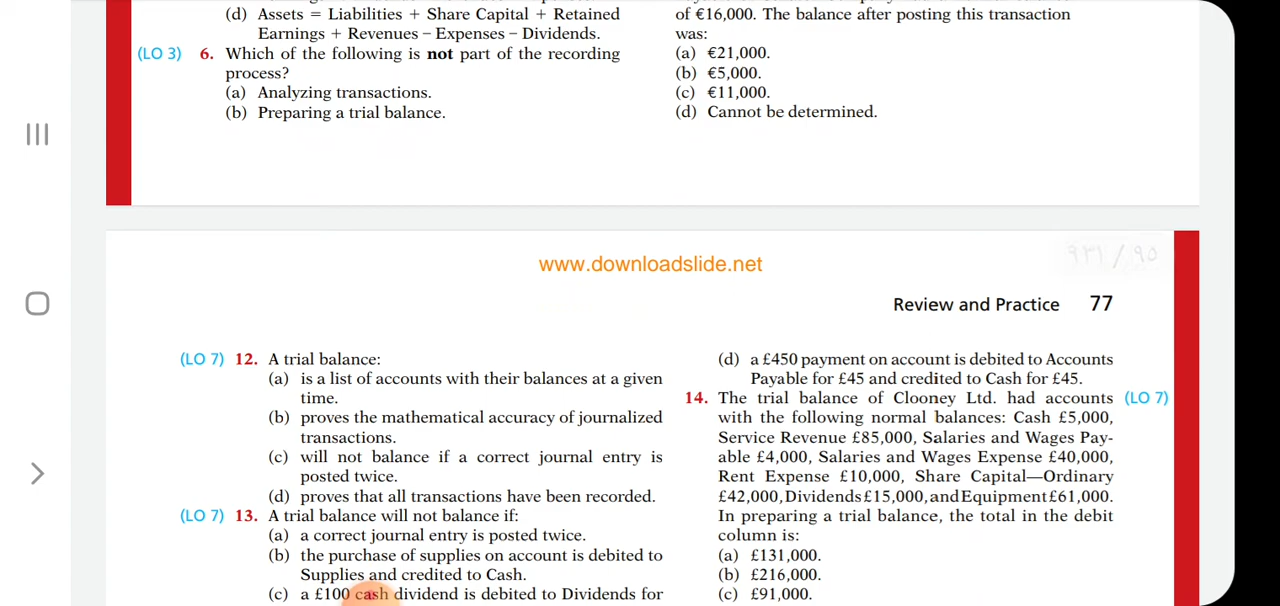 (d) Assets = Liabilities + Share Capital + Retained
Earnings + Revenues – Expenses – Dividends.
(LO 3) 6. Which of the following is not part of the recording
process?
(a) Analyzing transactions.
(b) Preparing a trial balance.
of €16,000. The balance after posting this transaction
was:
(a) €21,000.
(b) €5,000.
(c) €11,000.
(d) Cannot be determined.
٩٣١ / ٩٥
www.downloadslide.net
Review and Practice 77
(LO 7) 12. A trial balance:
(a) is a list of accounts with their balances at a given
time.
(b) proves the mathematical accuracy of journalized
transactions.
(c) will not balance if a correct journal entry is
posted twice.
(d) proves that all transactions have been recorded.
(LO 7) 13. A trial balance will not balance if:
(a) a correct journal entry is posted twice.
(b) the purchase of supplies on account is debited to
Supplies and credited to Cash.
(c) a £100 cash dividend is debited to Dividends for
(d) a £450 payment on account is debited to Accounts
Payable for £45 and credited to Cash for £45.
14. The trial balance of Clooney Ltd. had accounts (LO 7)
with the following normal balances: Cash £5,000,
Service Revenue £85,000, Salaries and Wages Pay-
able £4,000, Salaries and Wages Expense £40,000,
Rent Expense £10,000, Share Capital—Ordinary
£42,000, Dividends £15,000, and Equipment £61,000.
In preparing a trial balance, the total in the debit
column is:
(a) £131,000.
(b) £216,000.
(c) £91,000.